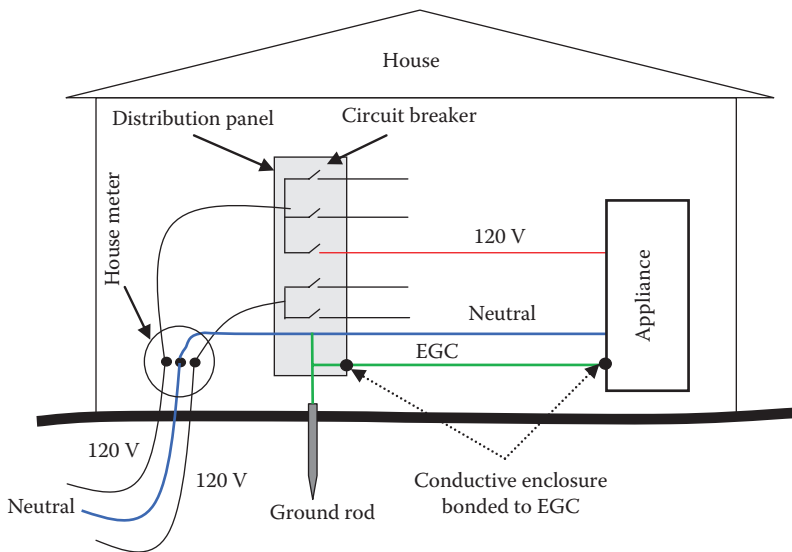 House
Distribution panel
Circuit breaker
House meter
120 V
Neutral
EGC
Appliance
120 V
120 V
Neutral
Ground rod
Conductive enclosure
bonded to EGC